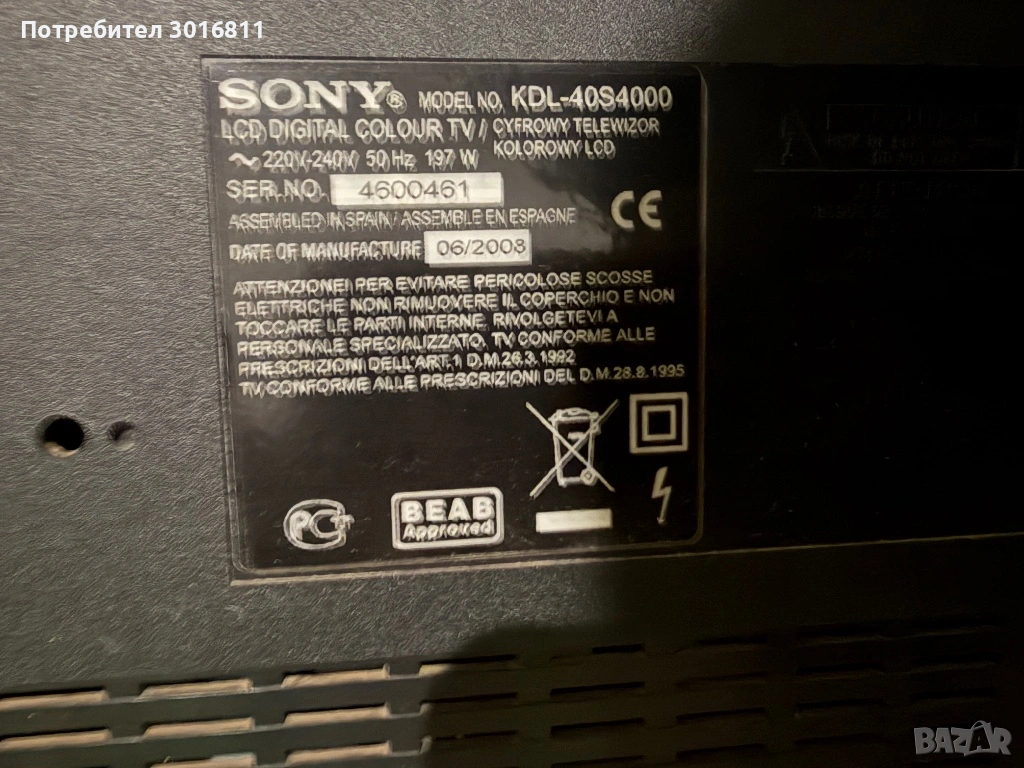 Потребител 3016811
SONY® MODEL NO. KDL-40S4000
LCD DIGITAL COLOUR TV / CYFROWY TELEWIZOR
KOLOROWY LCD
~ 220V-240V 50 Hz 197 W
SER.NO. 4600461
ASSEMBLED IN SPAIN / ASSEMBLE EN ESPAGNE
CE
DATE OF MANUFACTURE 06/2008
ATTENZIONE! PER EVITARE PERICOLOSE SCOSSE
ELETTRICHE NON RIMUOVERE IL COPERCHIO E NON
TOCCARE LE PARTI INTERNE. RIVOLGETEVI A
PERSONALE SPECIALIZZATO. TV CONFORME ALLE
PRESCRIZIONI DELL'ART.1 D.M.26.3.1992
TV CONFORME ALLE PRESCRIZIONI DEL D.M.26.8.1995
PCT
BEAB
Approved
BAZAR